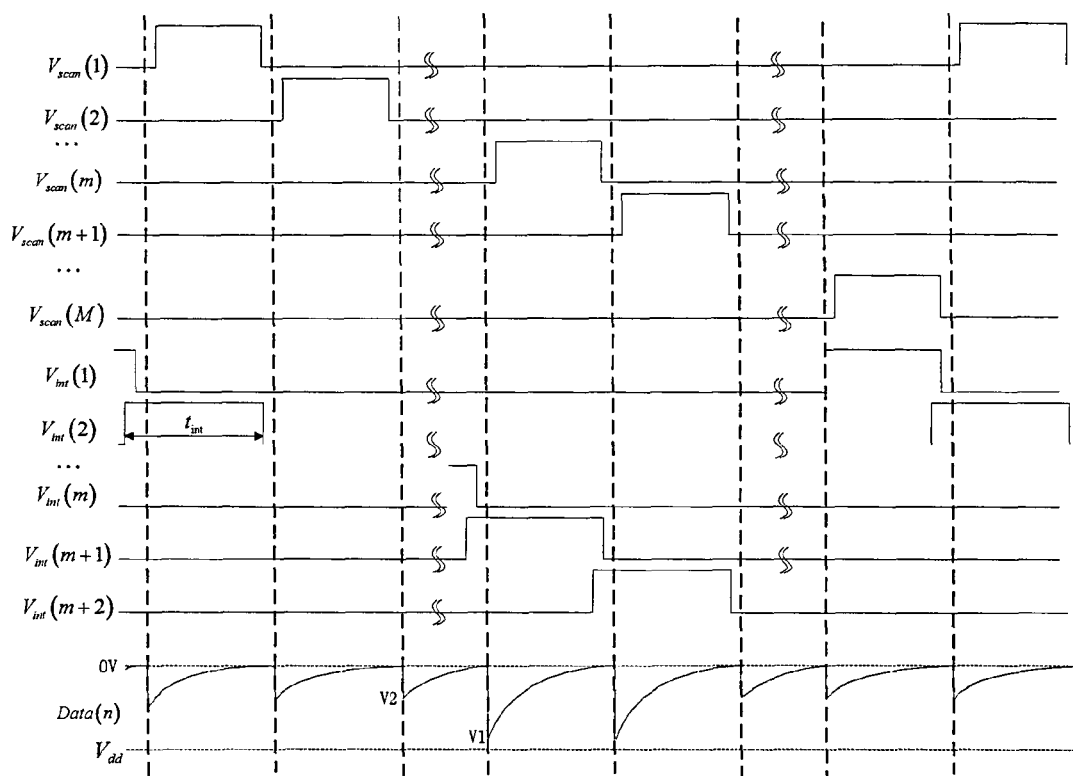 V_scan(1)
V_scan(2)
...
V_scan(m)
V_scan(m+1)
...
V_scan(M)
V_int(1)
V_int(2)
t_int
...
V_int(m)
V_int(m+1)
V_int(m+2)
0V
V2
Data(n)
V1
V_dd